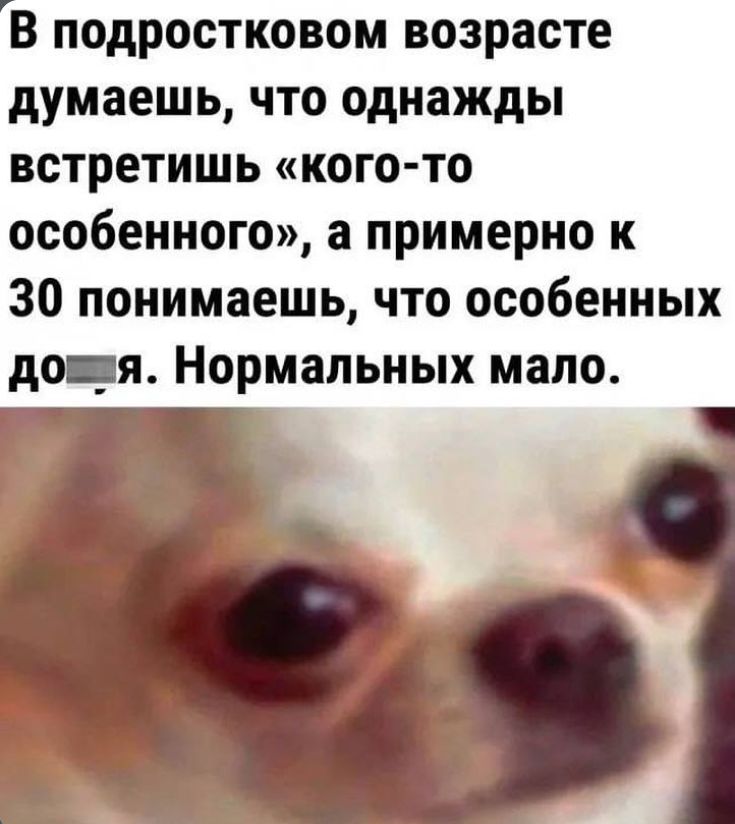 В подростковом возрасте
думаешь, что однажды
встретишь «кого-то
особенного», а примерно к
30 понимаешь, что особенных
Нормальных мало.